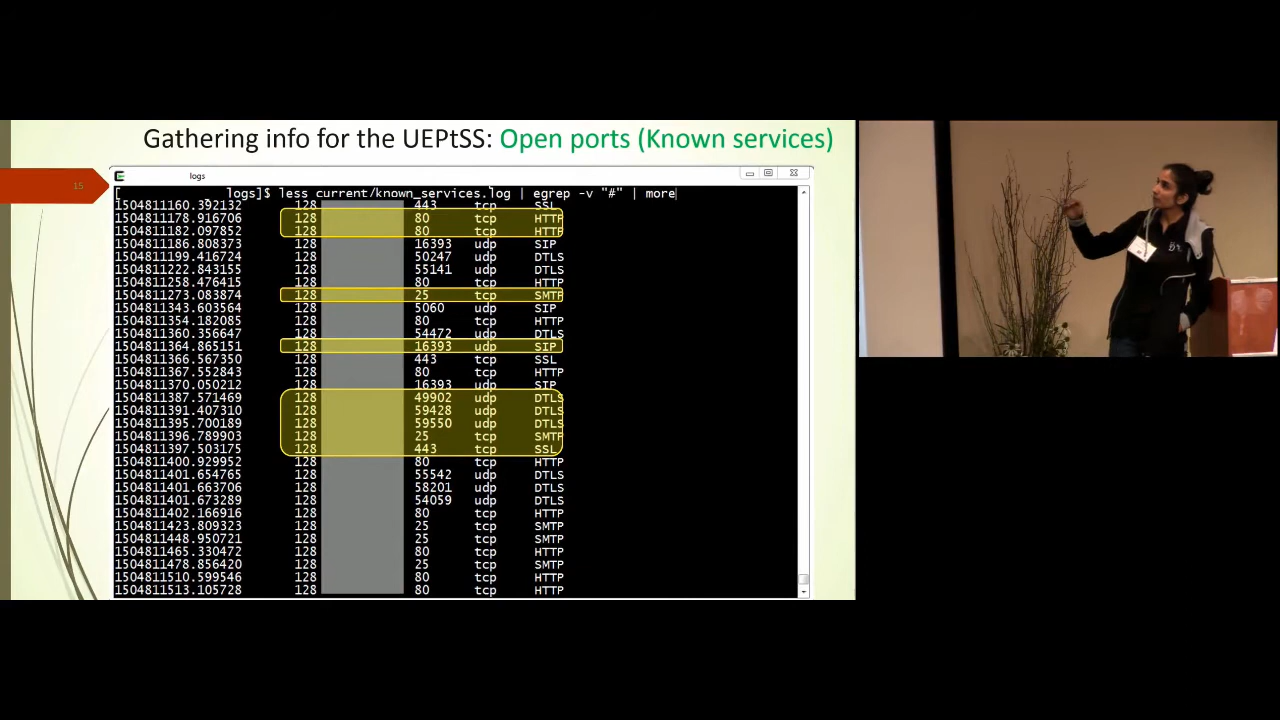 Gathering info for the UEPtSS: Open ports (Known services)
15
logs
[ logs]$ less current/known_services.log | egrep -v "#" | more
1504811160.392132 128 443 tcp SSL
1504811178.916706 128 80 tcp HTTP
1504811182.097852 128 80 tcp HTTP
1504811186.808373 128 16393 udp SIP
1504811199.416724 128 50247 udp DTLS
1504811222.843155 128 55141 udp DTLS
1504811258.476415 128 80 tcp HTTP
1504811273.083874 128 25 tcp SMTP
1504811343.603564 128 5060 udp SIP
1504811354.182085 128 80 tcp HTTP
1504811360.356647 128 54472 udp DTLS
1504811364.865151 128 16393 udp SIP
1504811366.567350 128 443 tcp SSL
1504811367.552843 128 80 tcp HTTP
1504811370.050212 128 16393 udp SIP
1504811387.571469 128 49902 udp DTLS
1504811391.407310 128 59428 udp DTLS
1504811395.700189 128 59550 udp DTLS
1504811396.789903 128 25 tcp SMTP
1504811397.503175 128 443 tcp SSL
1504811400.929952 128 80 tcp HTTP
1504811401.654765 128 55542 udp DTLS
1504811401.663706 128 58201 udp DTLS
1504811401.673289 128 54059 udp DTLS
1504811402.166916 128 80 tcp HTTP
1504811423.809323 128 25 tcp SMTP
1504811448.950721 128 25 tcp SMTP
1504811465.330472 128 80 tcp HTTP
1504811478.856420 128 25 tcp SMTP
1504811510.599546 128 80 tcp HTTP
1504811513.105728 128 80 tcp HTTP